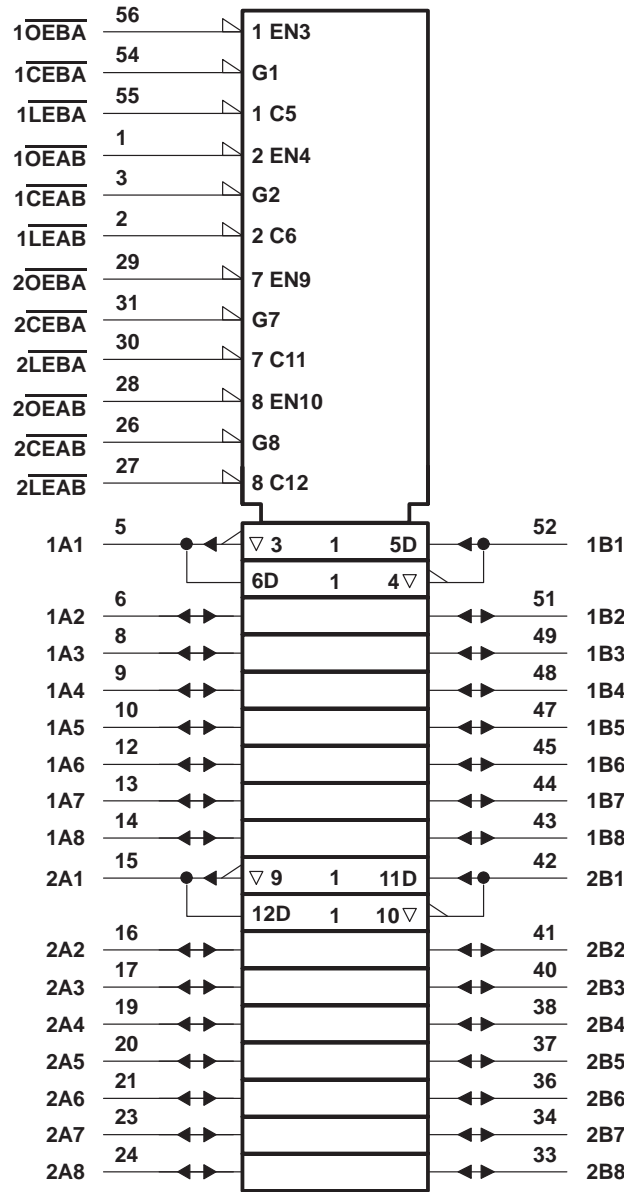 1OEBA 56 1 EN3
1CEBA 54 G1
1LEBA 55 1 C5
1OEAB 1 2 EN4
1CEAB 3 G2
1LEAB 2 2 C6
2OEBA 29 7 EN9
2CEBA 31 G7
2LEBA 30 7 C11
2OEAB 28 8 EN10
2CEAB 26 G8
2LEAB 27 8 C12
1A1 5 ▽ 3 1 5D 52 1B1
6D 1 4 ▽
1A2 6 51 1B2
1A3 8 49 1B3
1A4 9 48 1B4
1A5 10 47 1B5
1A6 12 45 1B6
1A7 13 44 1B7
1A8 14 43 1B8
2A1 15 ▽ 9 1 11D 42 2B1
12D 1 10 ▽
2A2 16 41 2B2
2A3 17 40 2B3
2A4 19 38 2B4
2A5 20 37 2B5
2A6 21 36 2B6
2A7 23 34 2B7
2A8 24 33 2B8